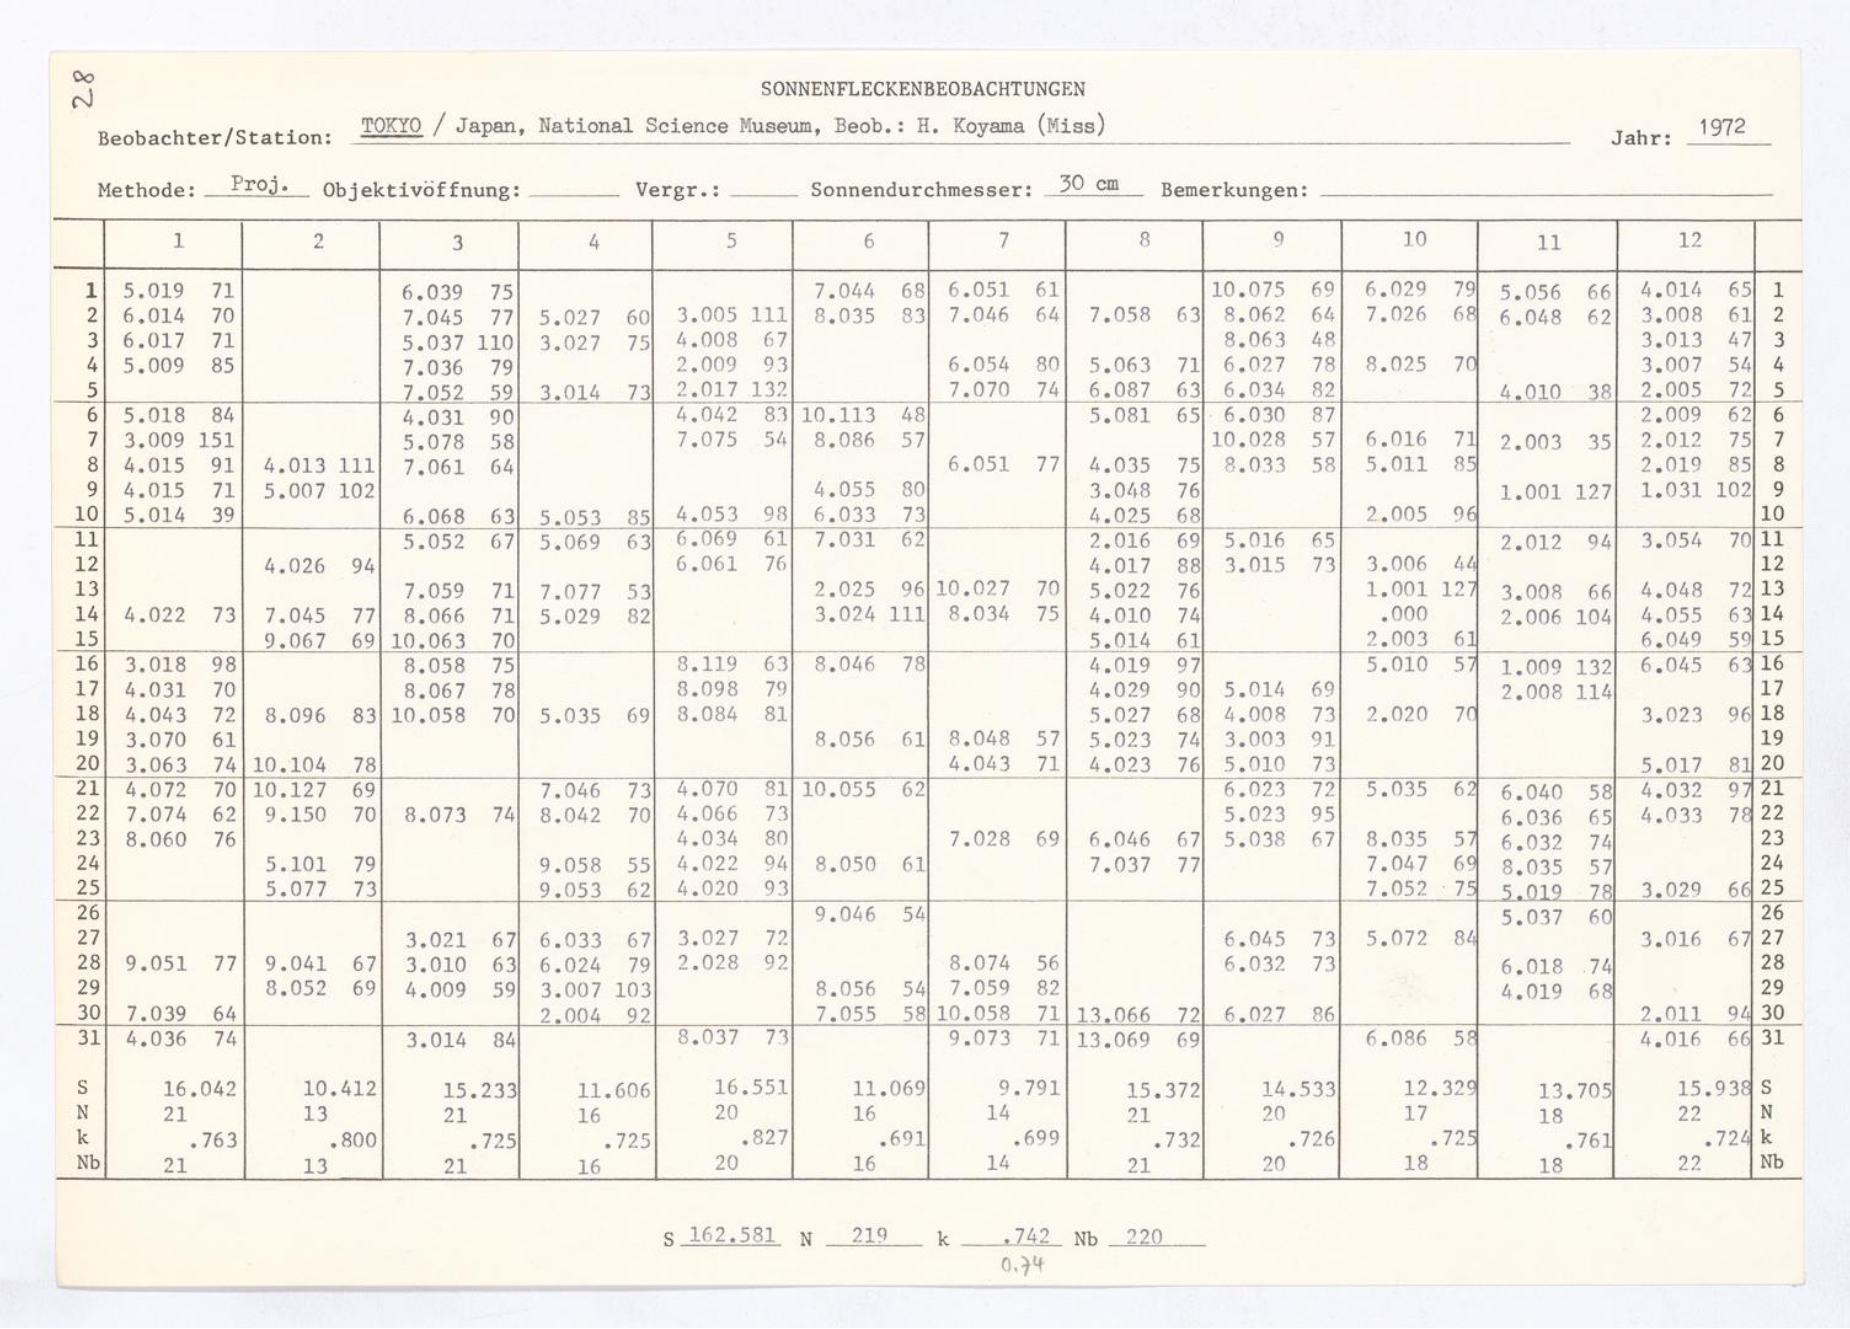 28
SONNENFLECKENBEOBACHTUNGEN
Beobachter/Station: TOKYO / Japan, National Science Museum, Beob.: H. Koyama (Miss) Jahr: 1972
Methode: Proj. Objektivöffnung: Vergr.: Sonnendurchmesser: 30 cm Bemerkungen:
1 2 3 4 5 6 7 8 9 10 11 12
1 5.019 71 6.039 75 7.044 68 6.051 61 10.075 69 6.029 79 5.056 66 4.014 65 1
2 6.014 70 7.045 77 5.027 60 3.005 111 8.035 83 7.046 64 7.058 63 8.062 64 7.026 68 6.048 62 3.008 61 2
3 6.017 71 5.037 110 3.027 75 4.008 67 8.063 48 3.013 47 3
4 5.009 85 7.036 79 2.009 93 6.054 80 5.063 71 6.027 78 8.025 70 3.007 54 4
5 7.052 59 3.014 73 2.017 132 7.070 74 6.087 63 6.034 82 4.010 38 2.005 72 5
6 5.018 84 4.031 90 4.042 83 10.113 48 5.081 65 6.030 87 2.009 62 6
7 3.009 151 5.078 58 7.075 54 8.086 57 10.028 57 6.016 71 2.003 35 2.012 75 7
8 4.015 91 4.013 111 7.061 64 6.051 77 4.035 75 8.033 58 5.011 85 2.019 85 8
9 4.015 71 5.007 102 4.055 80 3.048 76 1.001 127 1.031 102 9
10 5.014 39 6.068 63 5.053 85 4.053 98 6.033 73 4.025 68 2.005 96 10
11 5.052 67 5.069 63 6.069 61 7.031 62 2.016 69 5.016 65 2.012 94 3.054 70 11
12 4.026 94 6.061 76 4.017 88 3.015 73 3.006 44 12
13 7.059 71 7.077 53 2.025 96 10.027 70 5.022 76 1.001 127 3.008 66 4.048 72 13
14 4.022 73 7.045 77 8.066 71 5.029 82 3.024 111 8.034 75 4.010 74 .000 2.006 104 4.055 63 14
15 9.067 69 10.063 70 5.014 61 2.003 61 6.049 59 15
16 3.018 98 8.058 75 8.119 63 8.046 78 4.019 97 5.010 57 1.009 132 6.045 63 16
17 4.031 70 8.067 78 8.098 79 4.029 90 5.014 69 2.008 114 17
18 4.043 72 8.096 83 10.058 70 5.035 69 8.084 81 5.027 68 4.008 73 2.020 70 3.023 96 18
19 3.070 61 8.056 61 8.048 57 5.023 74 3.003 91 19
20 3.063 74 10.104 78 4.043 71 4.023 76 5.010 73 5.017 81 20
21 4.072 70 10.127 69 7.046 73 4.070 81 10.055 62 6.023 72 5.035 62 6.040 58 4.032 97 21
22 7.074 62 9.150 70 8.073 74 8.042 70 4.066 73 5.023 95 6.036 65 4.033 78 22
23 8.060 76 4.034 80 7.028 69 6.046 67 5.038 67 8.035 57 6.032 74 23
24 5.101 79 9.058 55 4.022 94 8.050 61 7.037 77 7.047 69 8.035 57 24
25 5.077 73 9.053 62 4.020 93 7.052 75 5.019 78 3.029 66 25
26 9.046 54 5.037 60 26
27 3.021 67 6.033 67 3.027 72 6.045 73 5.072 84 3.016 67 27
28 9.051 77 9.041 67 3.010 63 6.024 79 2.028 92 8.074 56 6.032 73 6.018 74 28
29 8.052 69 4.009 59 3.007 103 8.056 54 7.059 82 4.019 68 29
30 7.039 64 2.004 92 7.055 58 10.058 71 13.066 72 6.027 86 2.011 94 30
31 4.036 74 3.014 84 8.037 73 9.073 71 13.069 69 6.086 58 4.016 66 31
S 16.042 10.412 15.233 11.606 16.551 11.069 9.791 15.372 14.533 12.329 13.705 15.938 S
N 21 13 21 16 20 16 14 21 20 17 18 22 N
k .763 .800 .725 .725 .827 .691 .699 .732 .726 .725 .761 .724 k
Nb 21 13 21 16 20 16 14 21 20 18 18 22 Nb
S 162.581 N 219 k .742 Nb 220
0.74